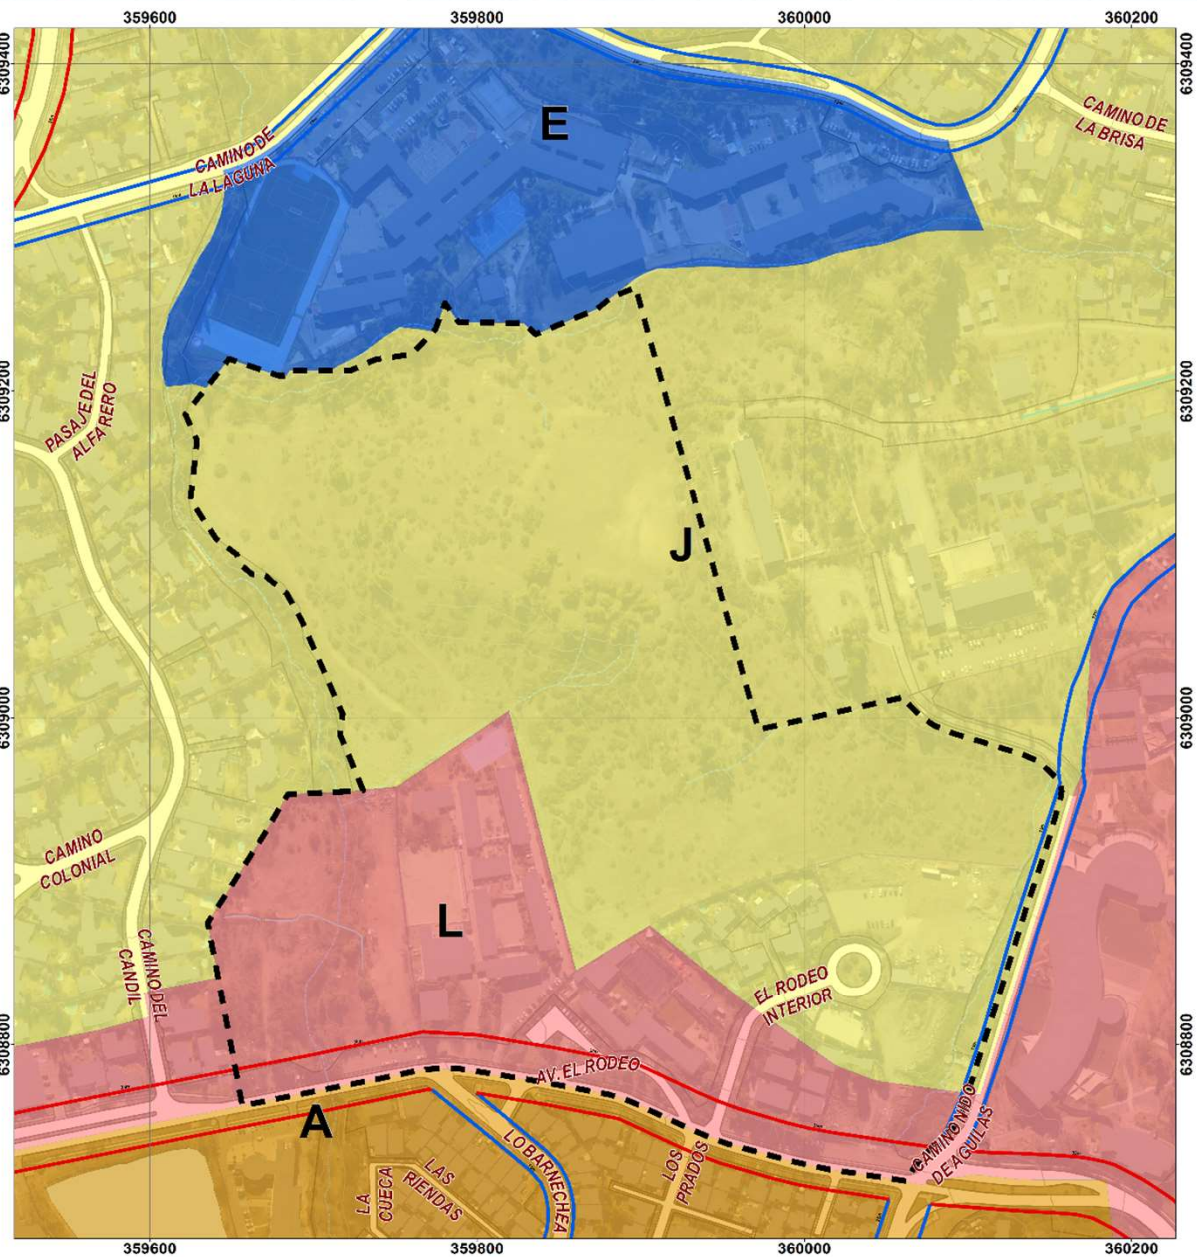 359600
359800
360000
360200
6309400
6309400
CAMINO DE
LA LAGUNA
E
CAMINO DE
LA BRISA
6309200
6309200
PASAJE DEL
ALFARERO
J
6309000
6309000
CAMINO
COLONIAL
L
CAMINO DEL
CANDIL
EL RODEO
INTERIOR
6308800
6308800
AV. EL RODEO
A
CAMINO NIDO
DE AGUILAS
LO BARNECHEA
LOS
PRADOS
LAS
RIENDAS
LA
CUECA
359600
359800
360000
360200